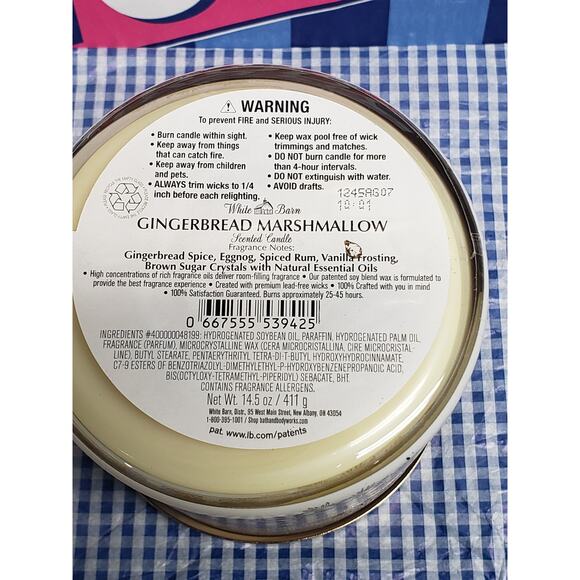 ⚠ WARNING
To prevent FIRE and SERIOUS INJURY:
• Burn candle within sight.
• Keep away from things
that can catch fire.
• Keep away from children
and pets.
• ALWAYS trim wicks to 1/4
inch before each relighting.
• Keep wax pool free of wick
trimmings and matches.
• DO NOT burn candle for more
than 4-hour intervals.
• DO NOT extinguish with water.
• AVOID drafts.
1245AG07
10:01
White Barn
GINGERBREAD MARSHMALLOW
Scented Candle
Fragrance Notes:
Gingerbread Spice, Eggnog, Spiced Rum, Vanilla Frosting,
Brown Sugar Crystals with Natural Essential Oils
• High concentrations of rich fragrance oils deliver room-filling fragrance • Our patented soy blend wax is formulated to
provide the best fragrance experience • Created with premium lead-free wicks • 100% Crafted with you in mind
• 100% Satisfaction Guaranteed. Burns approximately 25-45 hours.
0 667555 539425
INGREDIENTS #400000048199: HYDROGENATED SOYBEAN OIL, PARAFFIN, HYDROGENATED PALM OIL,
FRAGRANCE (PARFUM), MICROCRYSTALLINE WAX (CERA MICROCRISTALLINA, CIRE MICROCRISTAL-
LINE), BUTYL STEARATE, PENTAERYTHRITYL TETRA-DI-T-BUTYL HYDROXYHYDROCINNAMATE,
C7-9 ESTERS OF BENZOTRIAZOLYL-DIMETHYLETHYL-P-HYDROXYBENZENEPROPANOIC ACID,
BIS(OCTYLOXY-TETRAMETHYL-PIPERIDYL) SEBACATE, BHT.
CONTAINS FRAGRANCE ALLERGENS.
Net Wt. 14.5 oz / 411 g
White Barn, Distr., 95 West Main Street, New Albany, OH 43054
1-800-395-1001 / Shop bathandbodyworks.com
pat. www.lb.com/patents